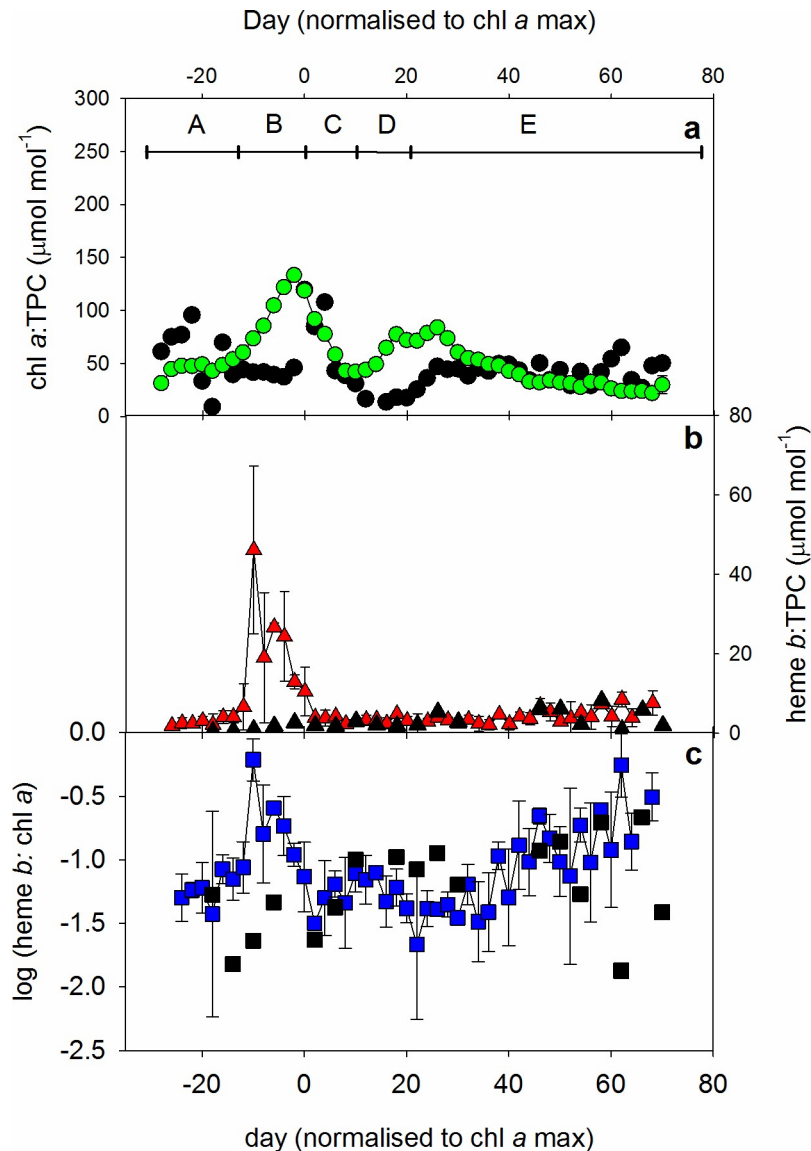 Day (normalised to chl a max)
-20 0 20 40 60 80
300
A B C D E a
250
200
150
100
50
0
chl a:TPC (μmol mol⁻¹)
b
80
60
40
20
0
heme b:TPC (μmol mol⁻¹)
c
0.0
-0.5
-1.0
-1.5
-2.0
-2.5
log (heme b: chl a)
-20 0 20 40 60 80
day (normalised to chl a max)